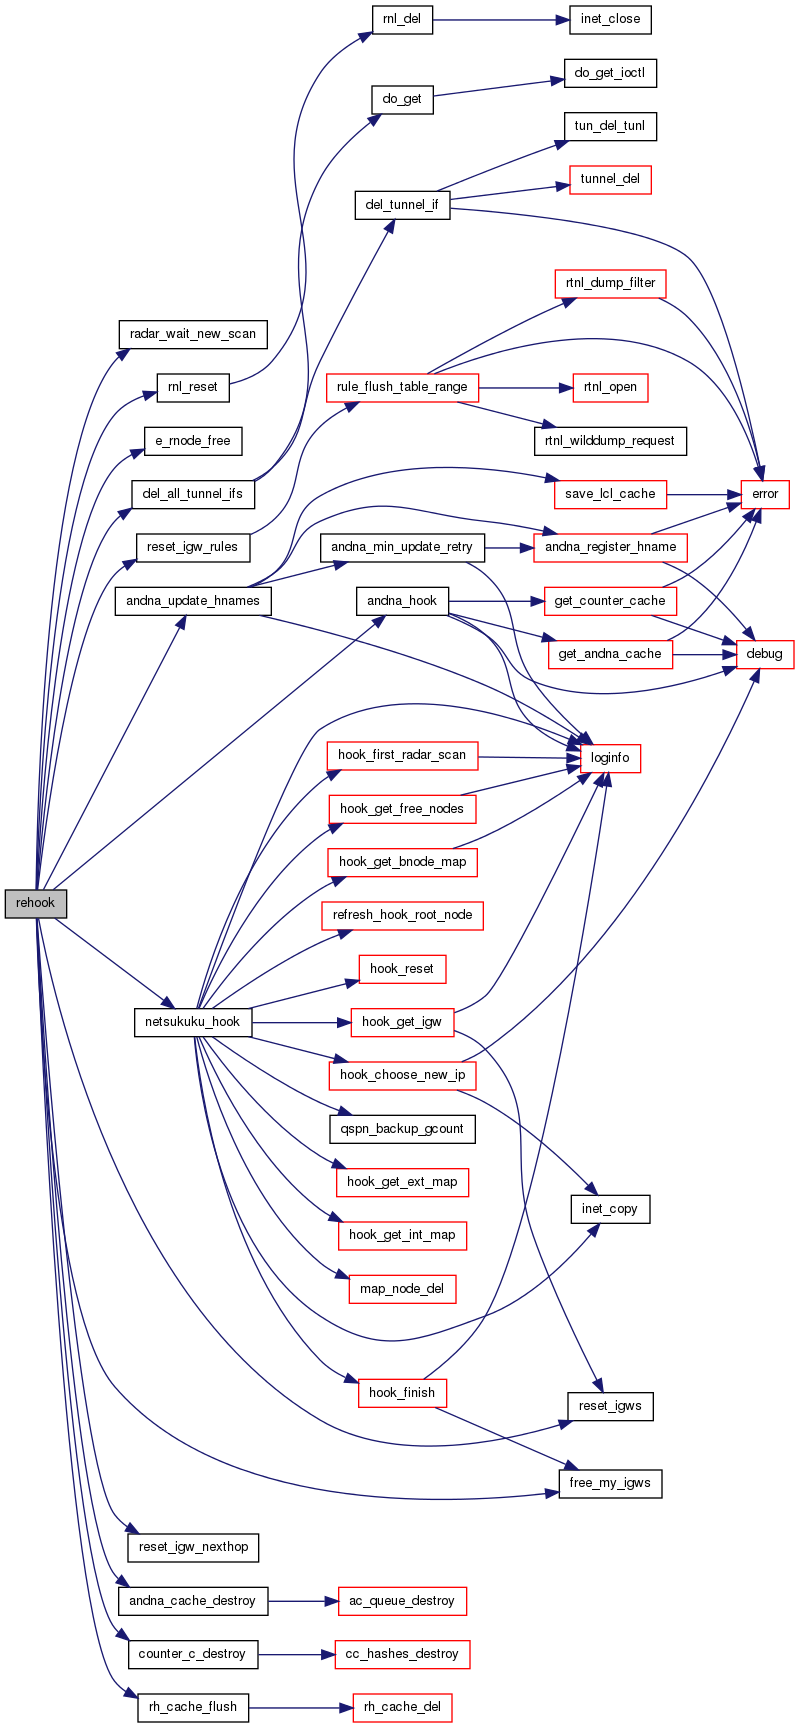 rnl_del
inet_close
do_get_ioctl
do_get
tun_del_tunl
tunnel_del
del_tunnel_if
rtnl_dump_filter
radar_wait_new_scan
rnl_reset
rule_flush_table_range
rtnl_open
e_rnode_free
rtnl_wilddump_request
del_all_tunnel_ifs
save_lcl_cache
error
reset_igw_rules
andna_min_update_retry
andna_register_hname
andna_update_hnames
andna_hook
get_counter_cache
get_andna_cache
debug
hook_first_radar_scan
loginfo
hook_get_free_nodes
hook_get_bnode_map
rehook
refresh_hook_root_node
hook_reset
netsukuku_hook
hook_get_igw
hook_choose_new_ip
qspn_backup_gcount
hook_get_ext_map
inet_copy
hook_get_int_map
map_node_del
hook_finish
reset_igws
free_my_igws
reset_igw_nexthop
andna_cache_destroy
ac_queue_destroy
counter_c_destroy
cc_hashes_destroy
rh_cache_flush
rh_cache_del